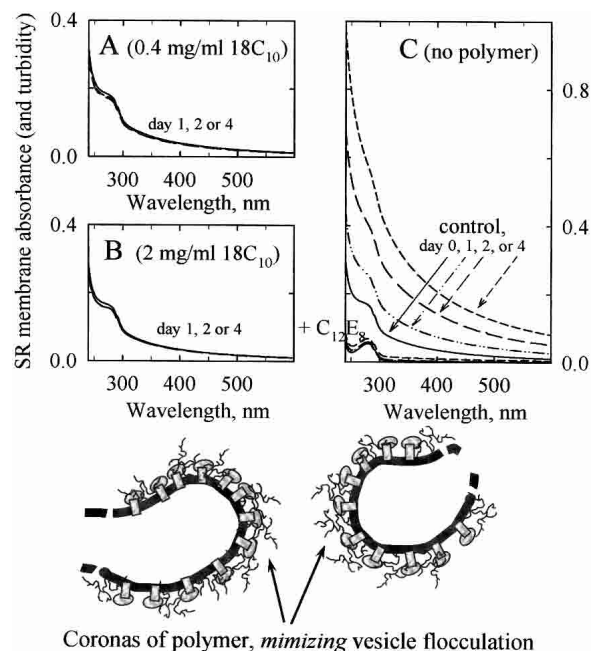 SR membrane absorbance (and turbidity)
0.4
0.0
A (0.4 mg/ml 18C10)
day 1, 2 or 4
300 400 500
Wavelength, nm
0.4
0.0
B (2 mg/ml 18C10)
day 1, 2 or 4
300 400 500
Wavelength, nm
C (no polymer)
0.8
0.4
0.0
control,
day 0, 1, 2, or 4
+ C12E8
300 400 500
Wavelength, nm
Coronas of polymer, mimizing vesicle flocculation